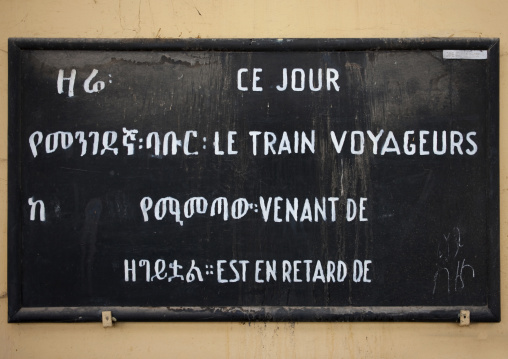 ዛሬ፡ CE JOUR
የመንገደኛ፡ባቡር፡ LE TRAIN VOYAGEURS
ከ የሚመጣው፡ VENANT DE
ዘግይቷል። EST EN RETARD DE